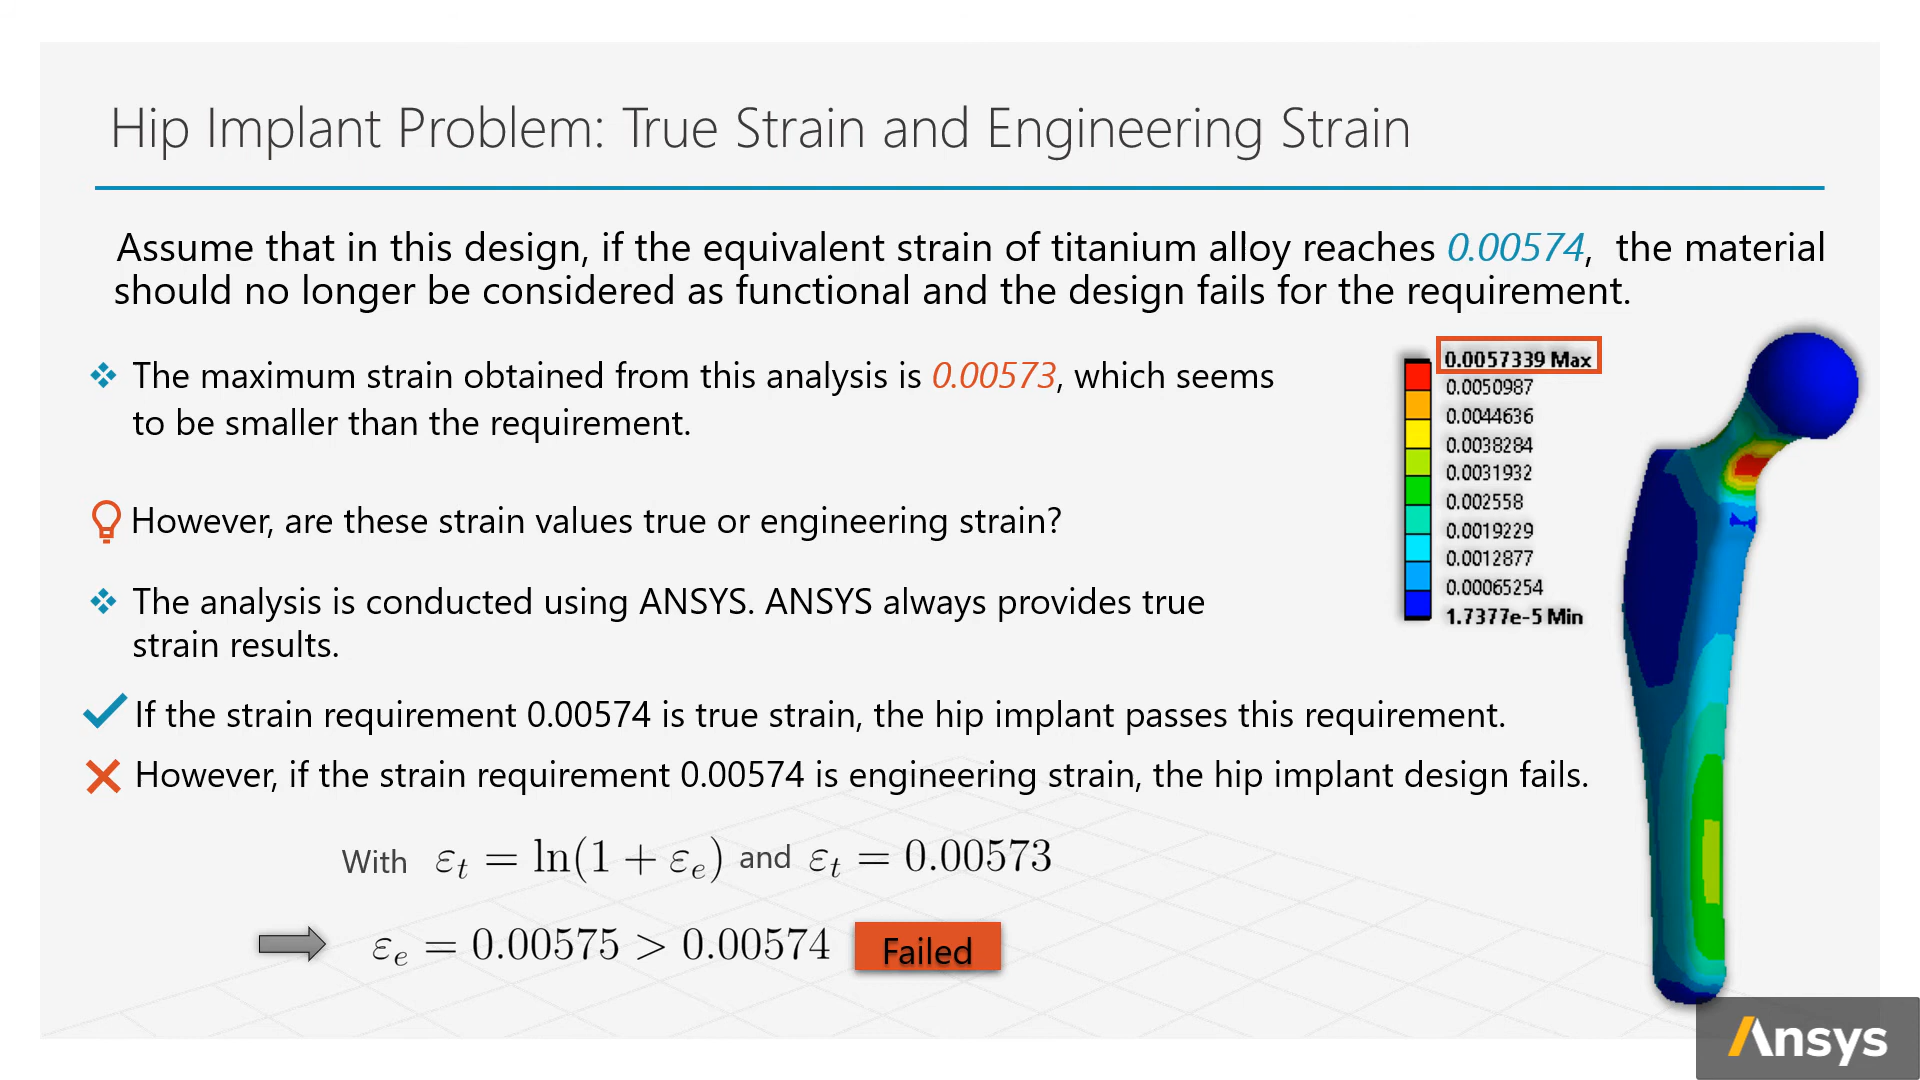 Hip Implant Problem: True Strain and Engineering Strain
Assume that in this design, if the equivalent strain of titanium alloy reaches 0.00574, the material
should no longer be considered as functional and the design fails for the requirement.
The maximum strain obtained from this analysis is 0.00573, which seems
to be smaller than the requirement.
However, are these strain values true or engineering strain?
The analysis is conducted using ANSYS. ANSYS always provides true
strain results.
If the strain requirement 0.00574 is true strain, the hip implant passes this requirement.
However, if the strain requirement 0.00574 is engineering strain, the hip implant design fails.
With εt = ln(1 + εe) and εt = 0.00573
εe = 0.00575 > 0.00574 Failed
0.0057339 Max
0.0050987
0.0044636
0.0038284
0.0031932
0.002558
0.0019229
0.0012877
0.00065254
1.7377e-5 Min
Ansys